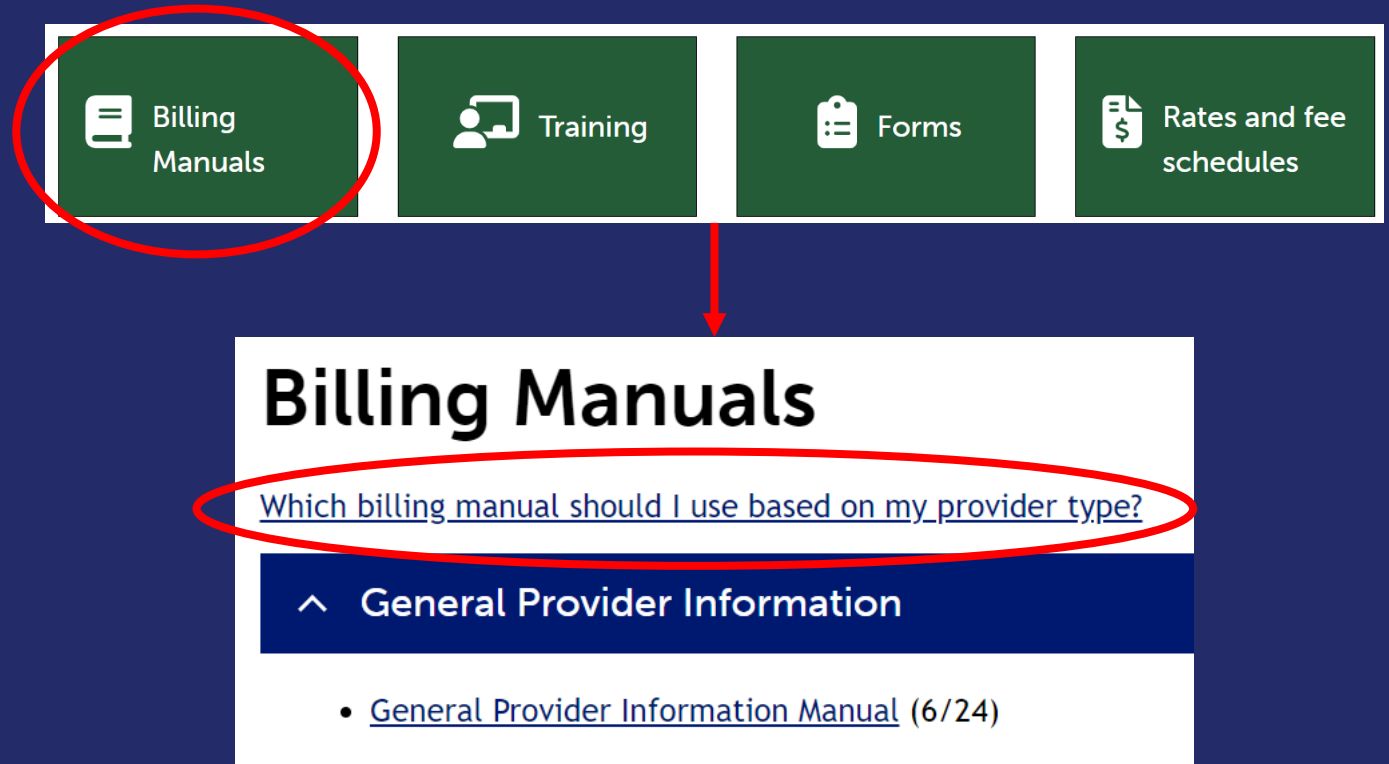 Billing
Manuals
Training
Forms
Rates and fee
schedules
Billing Manuals
Which billing manual should I use based on my provider type?
General Provider Information
• General Provider Information Manual (6/24)